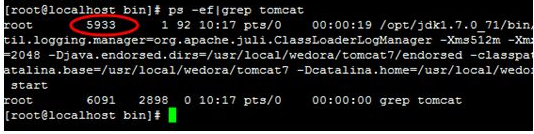 [root@localhost bin]# ps -ef|grep tomcat
root 5933 1 92 10:17 pts/0 00:00:19 /opt/jdk1.7.0_71/bin/
til.logging.manager=org.apache.juli.ClassLoaderLogManager -Xms512m -Xm
=2048 -Djava.endorsed.dirs=/usr/local/wedora/tomcat7/endorsed -classpat
atalina.base=/usr/local/wedora/tomcat7 -Dcatalina.home=/usr/local/wedo
start
root 6091 2898 0 10:17 pts/0 00:00:00 grep tomcat
[root@localhost bin]#